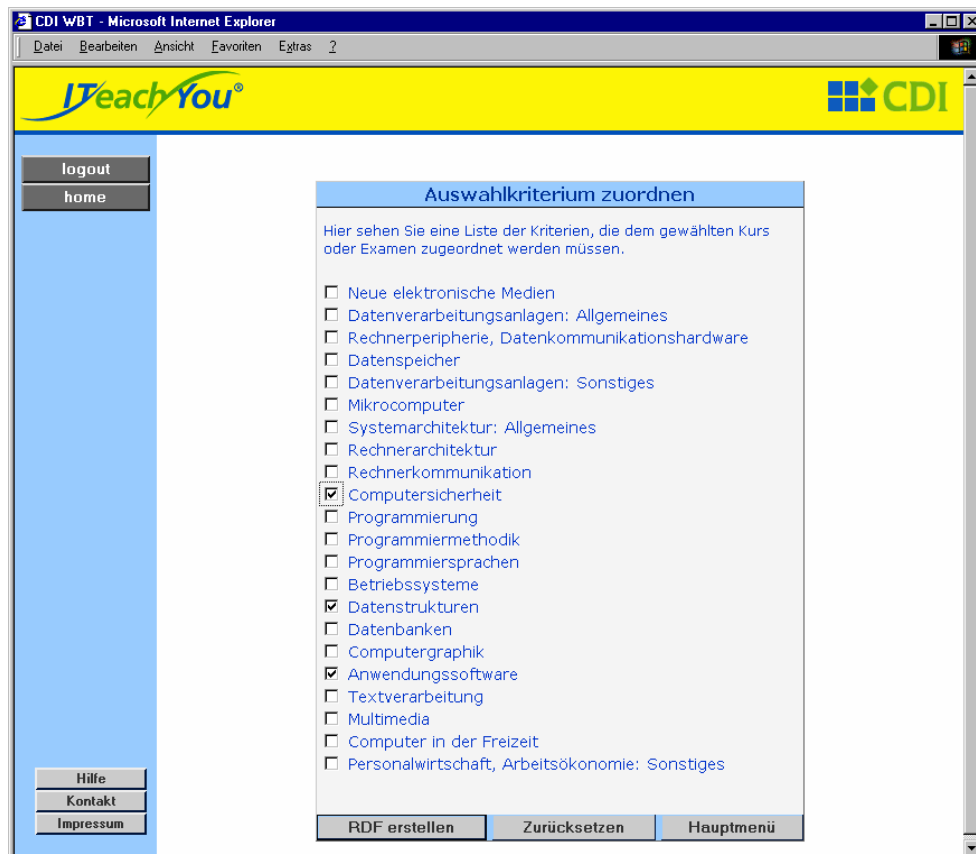 CDI WBT - Microsoft Internet Explorer
Datei Bearbeiten Ansicht Favoriten Extras ?
ITeachYou®
CDI
logout
home
Auswahlkriterium zuordnen
Hier sehen Sie eine Liste der Kriterien, die dem gewählten Kurs
oder Examen zugeordnet werden müssen.
Neue elektronische Medien
Datenverarbeitungsanlagen: Allgemeines
Rechnerperipherie, Datenkommunikationshardware
Datenspeicher
Datenverarbeitungsanlagen: Sonstiges
Mikrocomputer
Systemarchitektur: Allgemeines
Rechnerarchitektur
Rechnerkommunikation
Computersicherheit
Programmierung
Programmiermethodik
Programmiersprachen
Betriebssysteme
Datenstrukturen
Datenbanken
Computergraphik
Anwendungssoftware
Textverarbeitung
Multimedia
Computer in der Freizeit
Personalwirtschaft, Arbeitsökonomie: Sonstiges
Hilfe
Kontakt
Impressum
RDF erstellen Zurücksetzen Hauptmenü